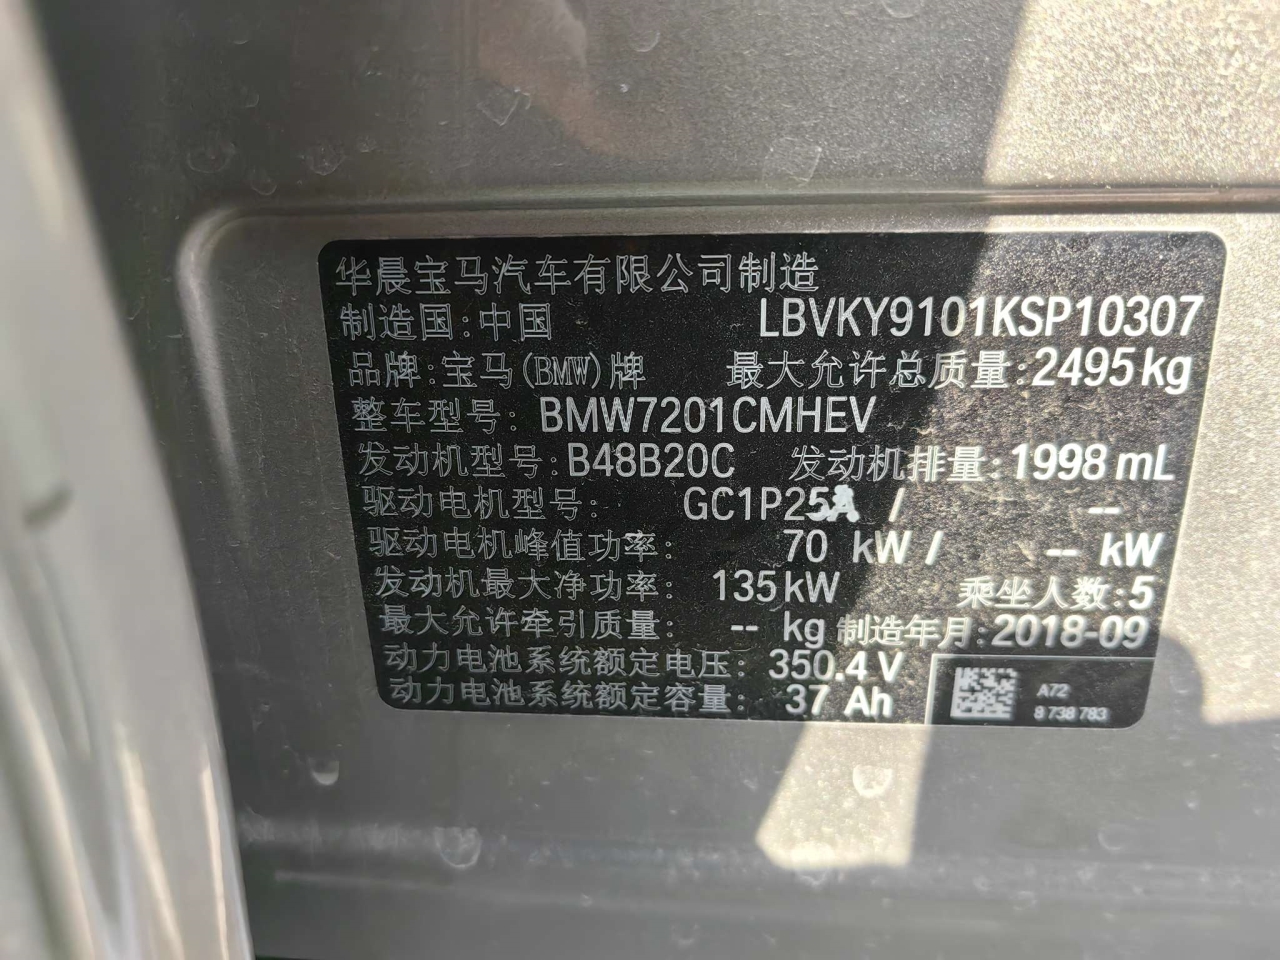 华晨宝马汽车有限公司制造
制造国:中国 LBVKY9101KSP10307
品牌:宝马(BMW)牌 最大允许总质量:2495kg
整车型号: BMW7201CMHEV
发动机型号:B48B20C 发动机排量:1998 mL
驱动电机型号: GC1P25A / --
驱动电机峰值功率: 70 kW / -- kW
发动机最大净功率: 135kW 乘坐人数:5
最大允许牵引质量: -- kg 制造年月:2018-09
动力电池系统额定电压: 350.4 V
动力电池系统额定容量: 37 Ah
A72
8 738 783